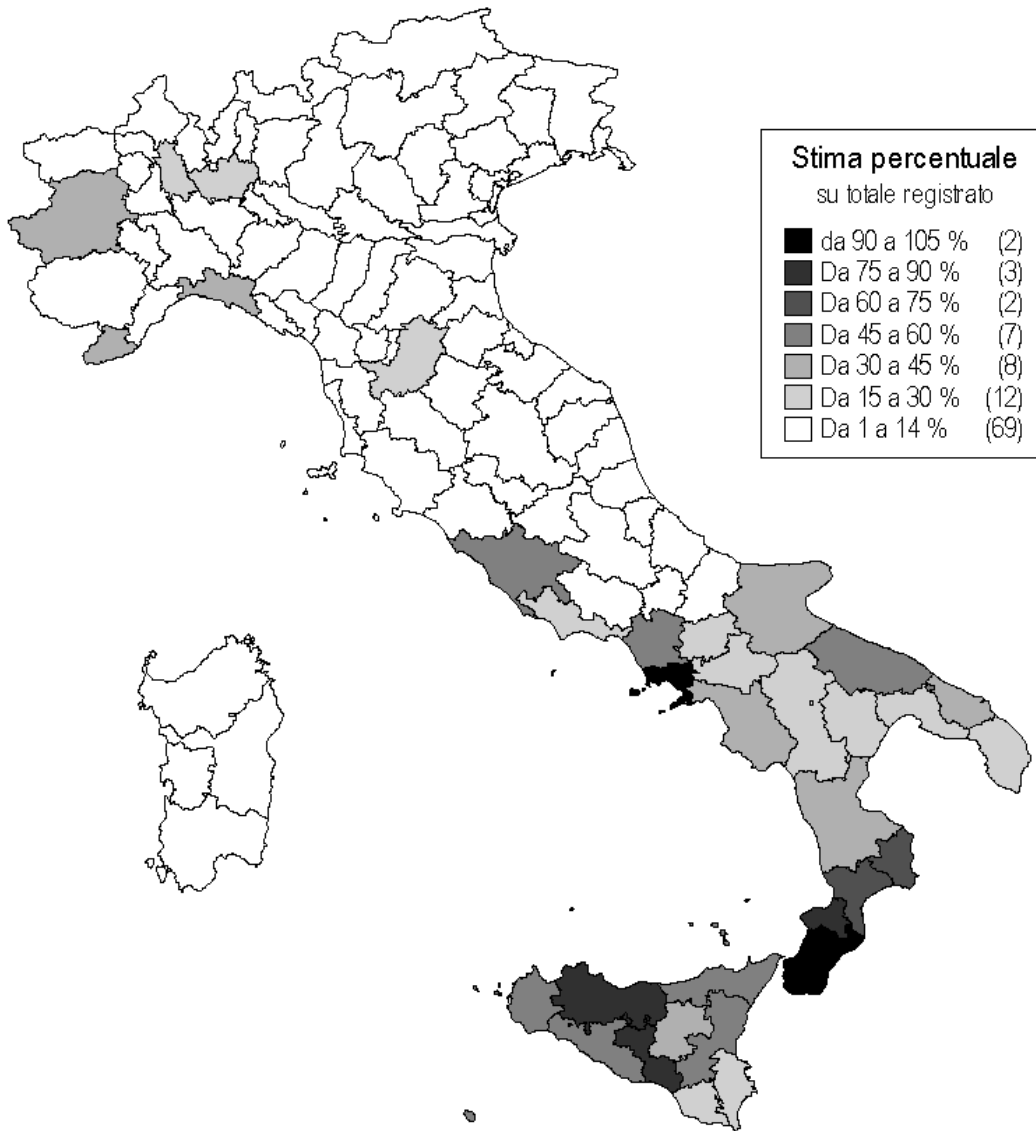 Stima percentuale
su totale registrato
da 90 a 105 % (2)
Da 75 a 90 % (3)
Da 60 a 75 % (2)
Da 45 a 60 % (7)
Da 30 a 45 % (8)
Da 15 a 30 % (12)
Da 1 a 14 % (69)